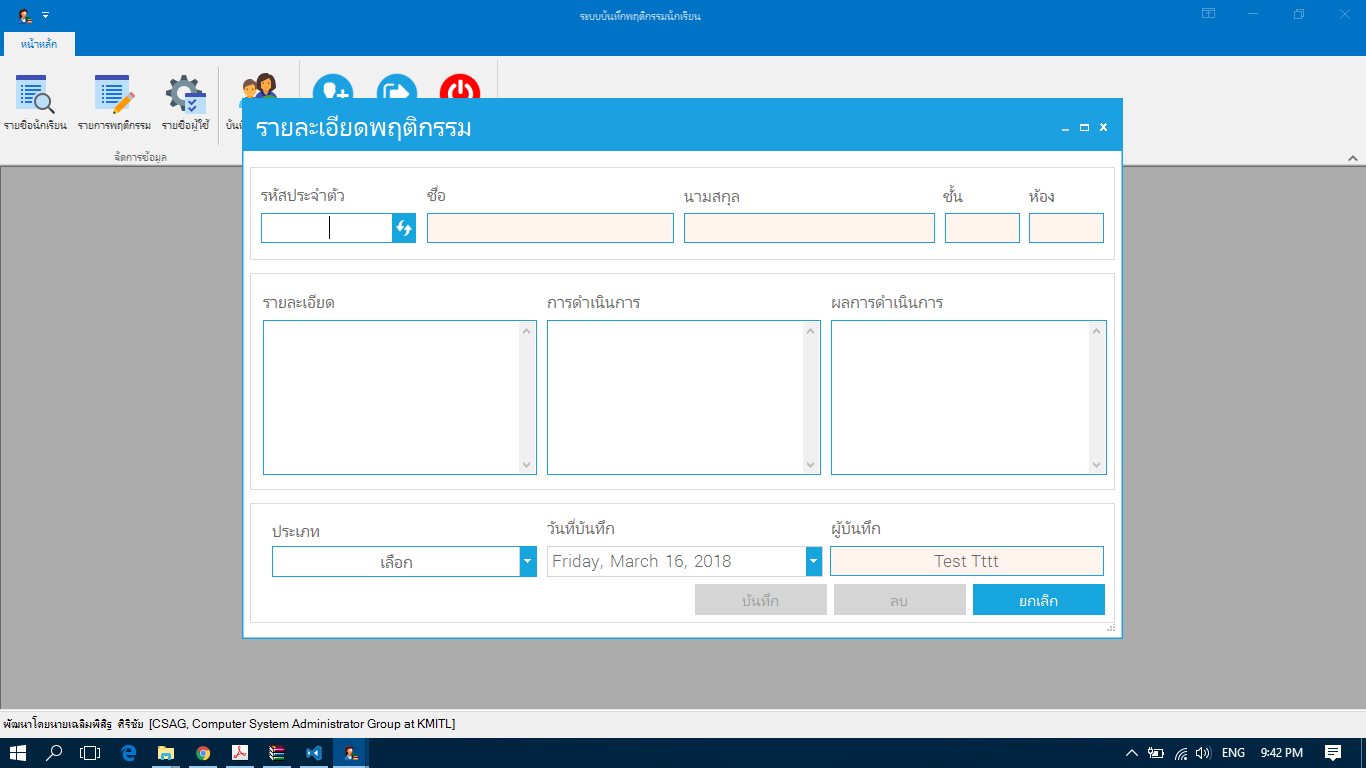 ระบบบันทึกพฤติกรรมนักเรียน
หน้าหลัก
รายชื่อนักเรียน รายการพฤติกรรม รายชื่อผู้ใช้
จัดการข้อมูล
รายละเอียดพฤติกรรม
รหัสประจำตัว ชื่อ นามสกุล ชั้น ห้อง
รายละเอียด การดำเนินการ ผลการดำเนินการ
ประเภท วันที่บันทึก ผู้บันทึก
เลือก Friday, March 16, 2018 Test Tttt
บันทึก ลบ ยกเลิก
พัฒนาโดยนายเฉลิมพิสิฐ ศิริชัย [CSAG, Computer System Administrator Group at KMITL]
ENG 9:42 PM